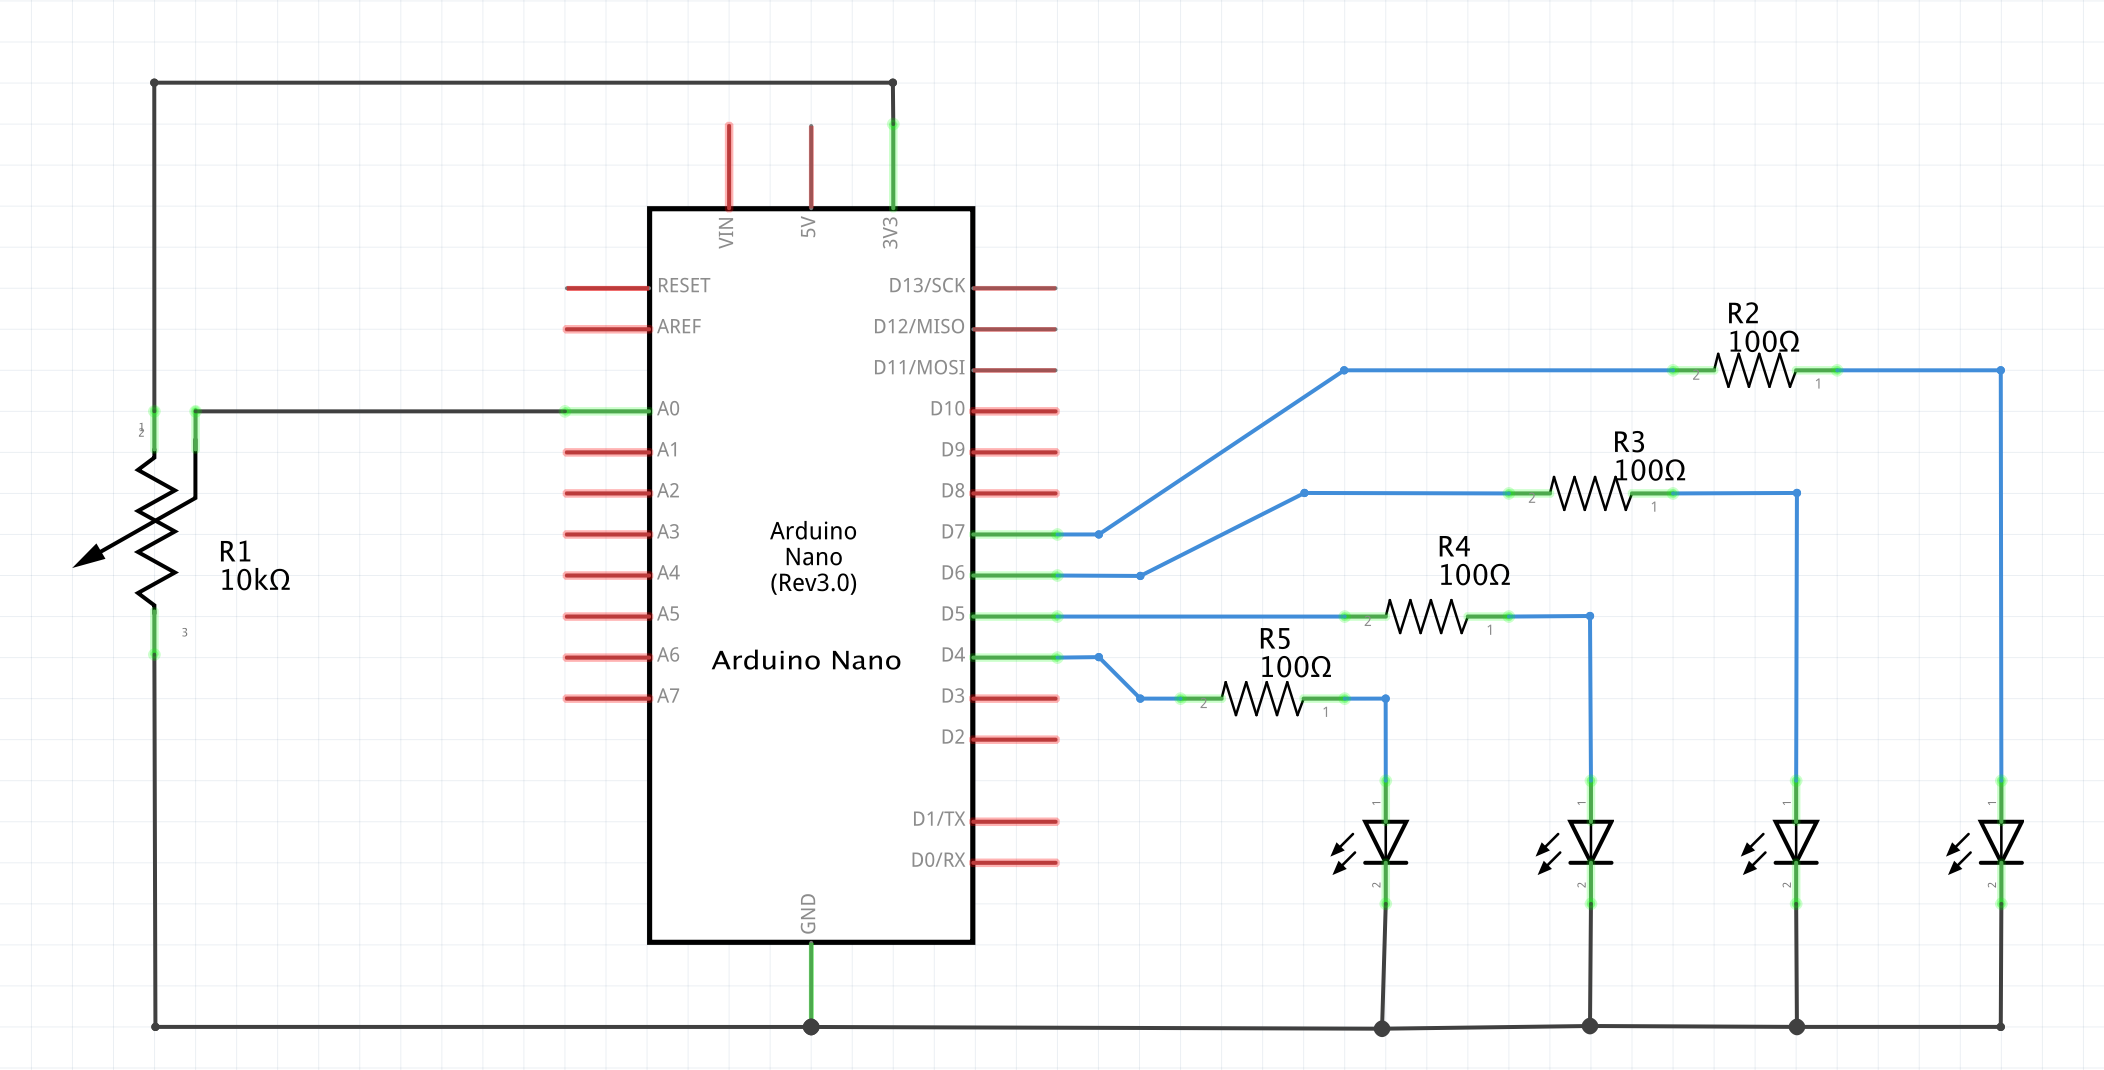 VIN
5V
3V3
RESET
AREF
A0
A1
A2
A3
A4
A5
A6
A7
D13/SCK
D12/MISO
D11/MOSI
D10
D9
D8
D7
D6
D5
D4
D3
D2
D1/TX
D0/RX
GND
Arduino
Nano
(Rev3.0)
Arduino Nano
1
2
3
R1
10kΩ
R2
100Ω
2
1
R3
100Ω
2
1
R4
100Ω
2
1
R5
100Ω
2
1
1
1
1
1
2
2
2
2